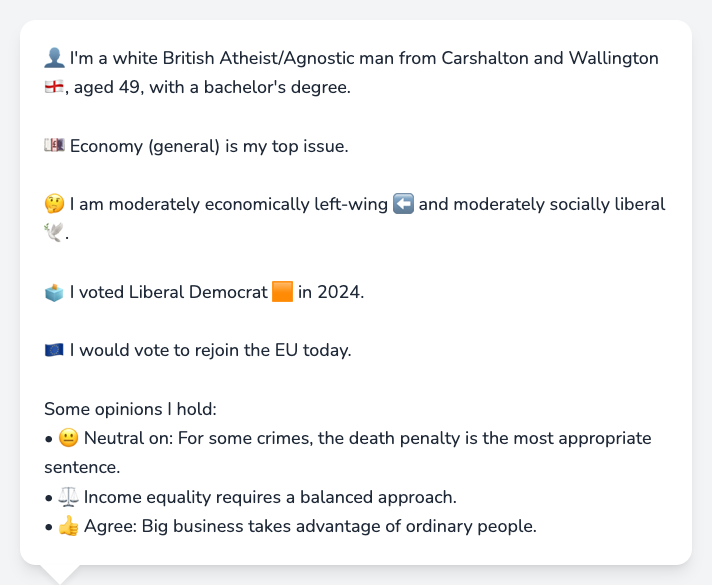 👤 I'm a white British Atheist/Agnostic man from Carshalton and Wallington
🏴󠁧󠁢󠁥󠁮󠁧󠁿, aged 49, with a bachelor's degree.
💷 Economy (general) is my top issue.
🤔 I am moderately economically left-wing ⬅️ and moderately socially liberal
🕊️.
🗳️ I voted Liberal Democrat 🟧 in 2024.
🇪🇺 I would vote to rejoin the EU today.
Some opinions I hold:
• 😐 Neutral on: For some crimes, the death penalty is the most appropriate
sentence.
• ⚖️ Income equality requires a balanced approach.
• 👍 Agree: Big business takes advantage of ordinary people.